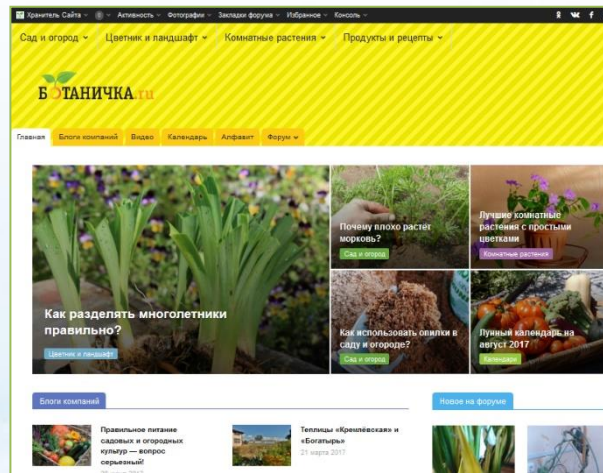 Хранитель Сайта Активность Фотографии Закладки форума Избранное Консоль
Сад и огород Цветник и ландшафт Комнатные растения Продукты и рецепты
БОТАНИЧКА.ru
Главная Блоги компаний Видео Календарь Алфавит Форум
Как разделять многолетники
правильно?
Цветник и ландшафт
Почему плохо растёт
морковь?
Сад и огород
Лучшие комнатные
растения с простыми
цветками
Комнатные растения
Как использовать опилки в
саду и огороде?
Сад и огород
Лунный календарь на
август 2017
Календари
Блоги компаний
Новое на форуме
Правильное питание
садовых и огородных
культур — вопрос
серьезный!
Теплицы «Кремлёвская» и
«Богатырь»
21 марта 2017